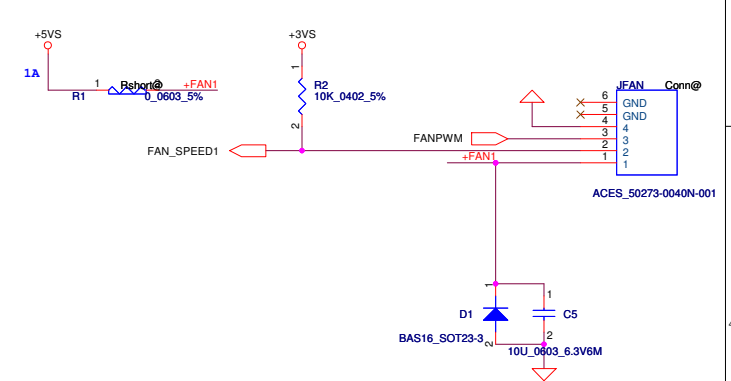 +5VS
+3VS
1A
1
Rshort@
2
+FAN1
R1
0_0603_5%
1
R2
10K_0402_5%
2
JFAN
Conn@
6
GND
5
GND
4
4
FANPWM
3
3
FAN_SPEED1
2
2
+FAN1
1
1
ACES_50273-0040N-001
1
1
D1
C5
BAS16_SOT23-3
2
2
10U_0603_6.3V6M
4